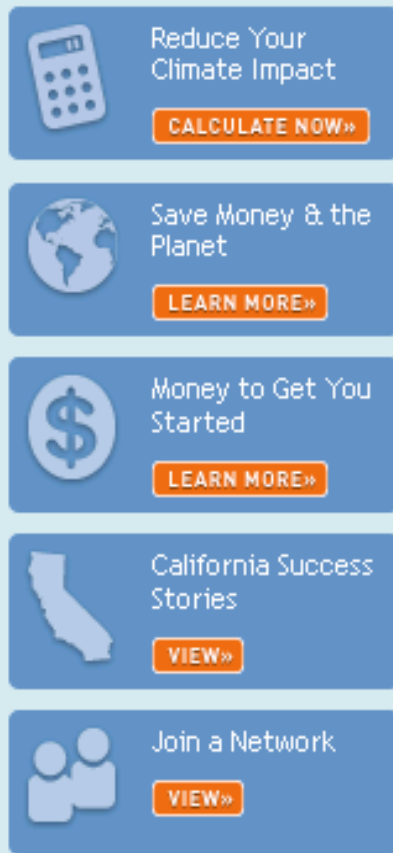 Reduce Your
Climate Impact
CALCULATE NOW»
Save Money & the
Planet
LEARN MORE»
Money to Get You
Started
LEARN MORE»
California Success
Stories
VIEW»
Join a Network
VIEW»